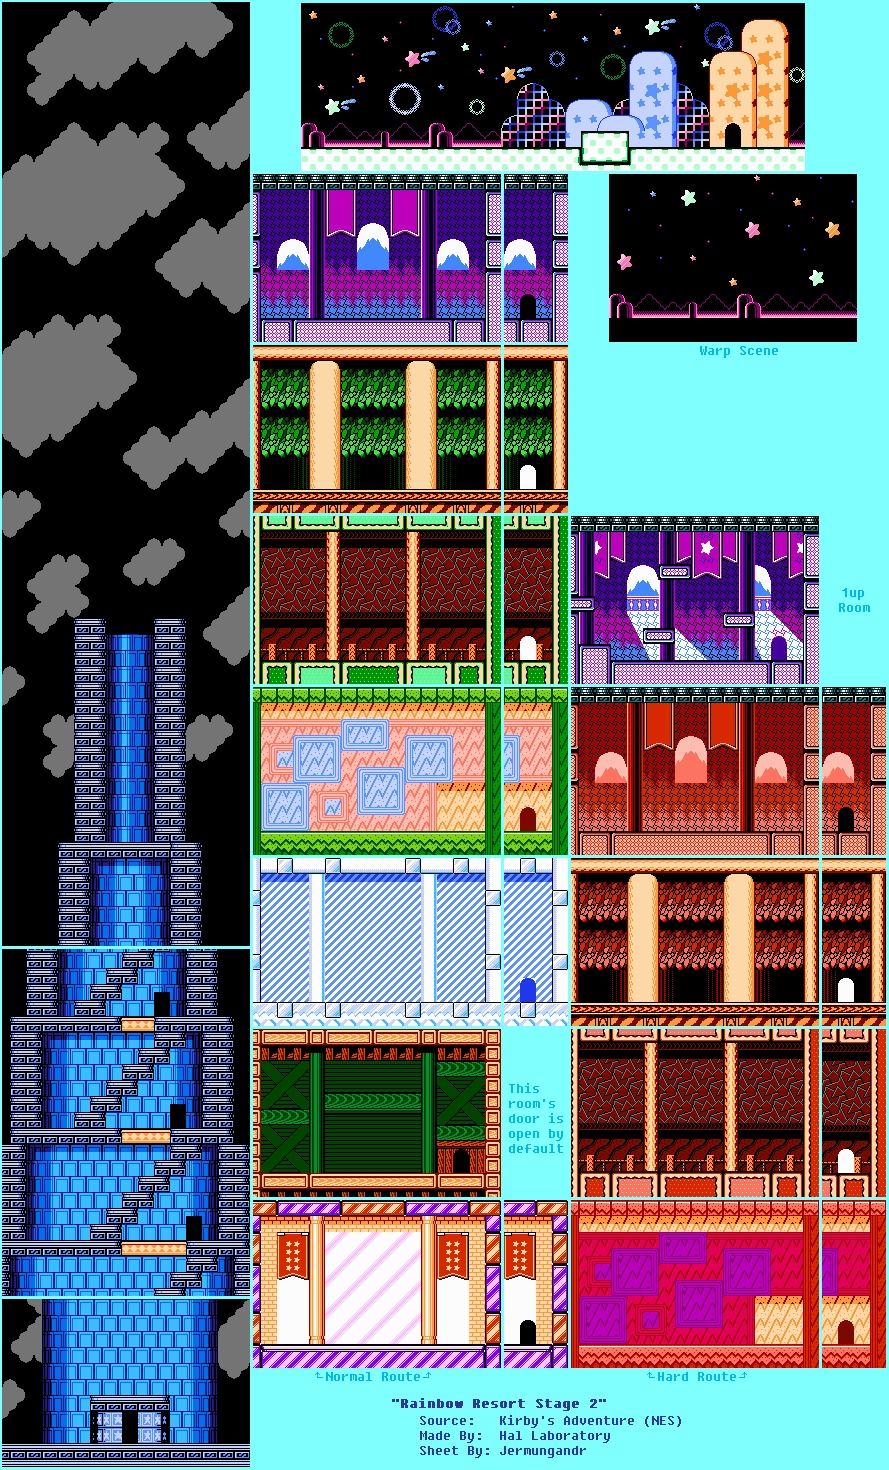 Warp Scene
1up
Room
This
room's
door is
open by
default
Normal Route
Hard Route
"Rainbow Resort Stage 2"
Source: Kirby's Adventure (NES)
Made By: Hal Laboratory
Sheet By: Jermungandr